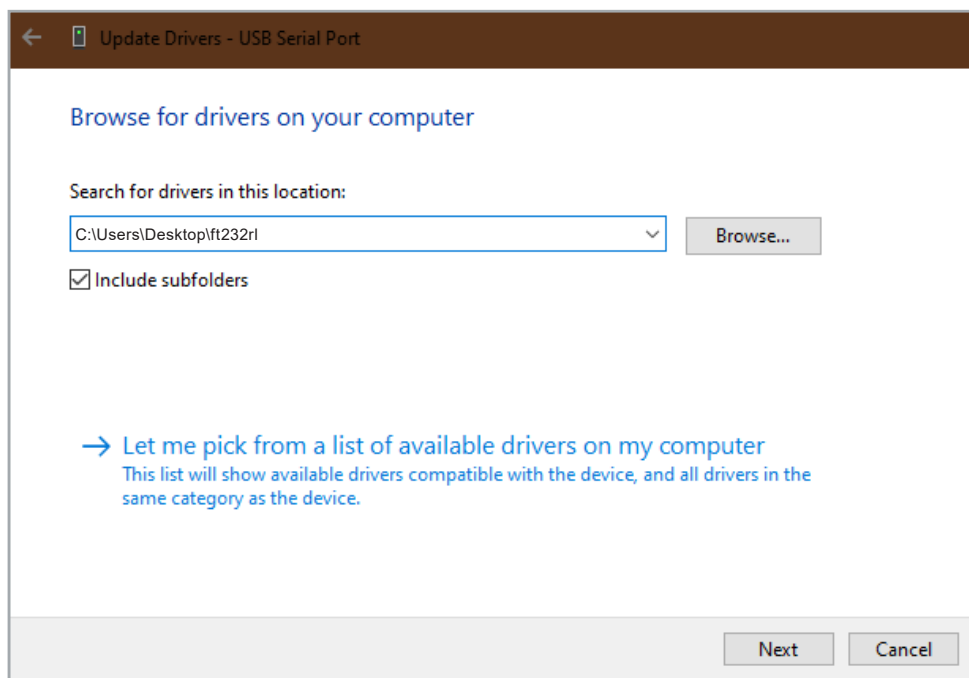 Update Drivers - USB Serial Port
Browse for drivers on your computer
Search for drivers in this location:
C:\Users\Desktop\ft232rl
Browse...
Include subfolders
Let me pick from a list of available drivers on my computer
This list will show available drivers compatible with the device, and all drivers in the
same category as the device.
Next
Cancel